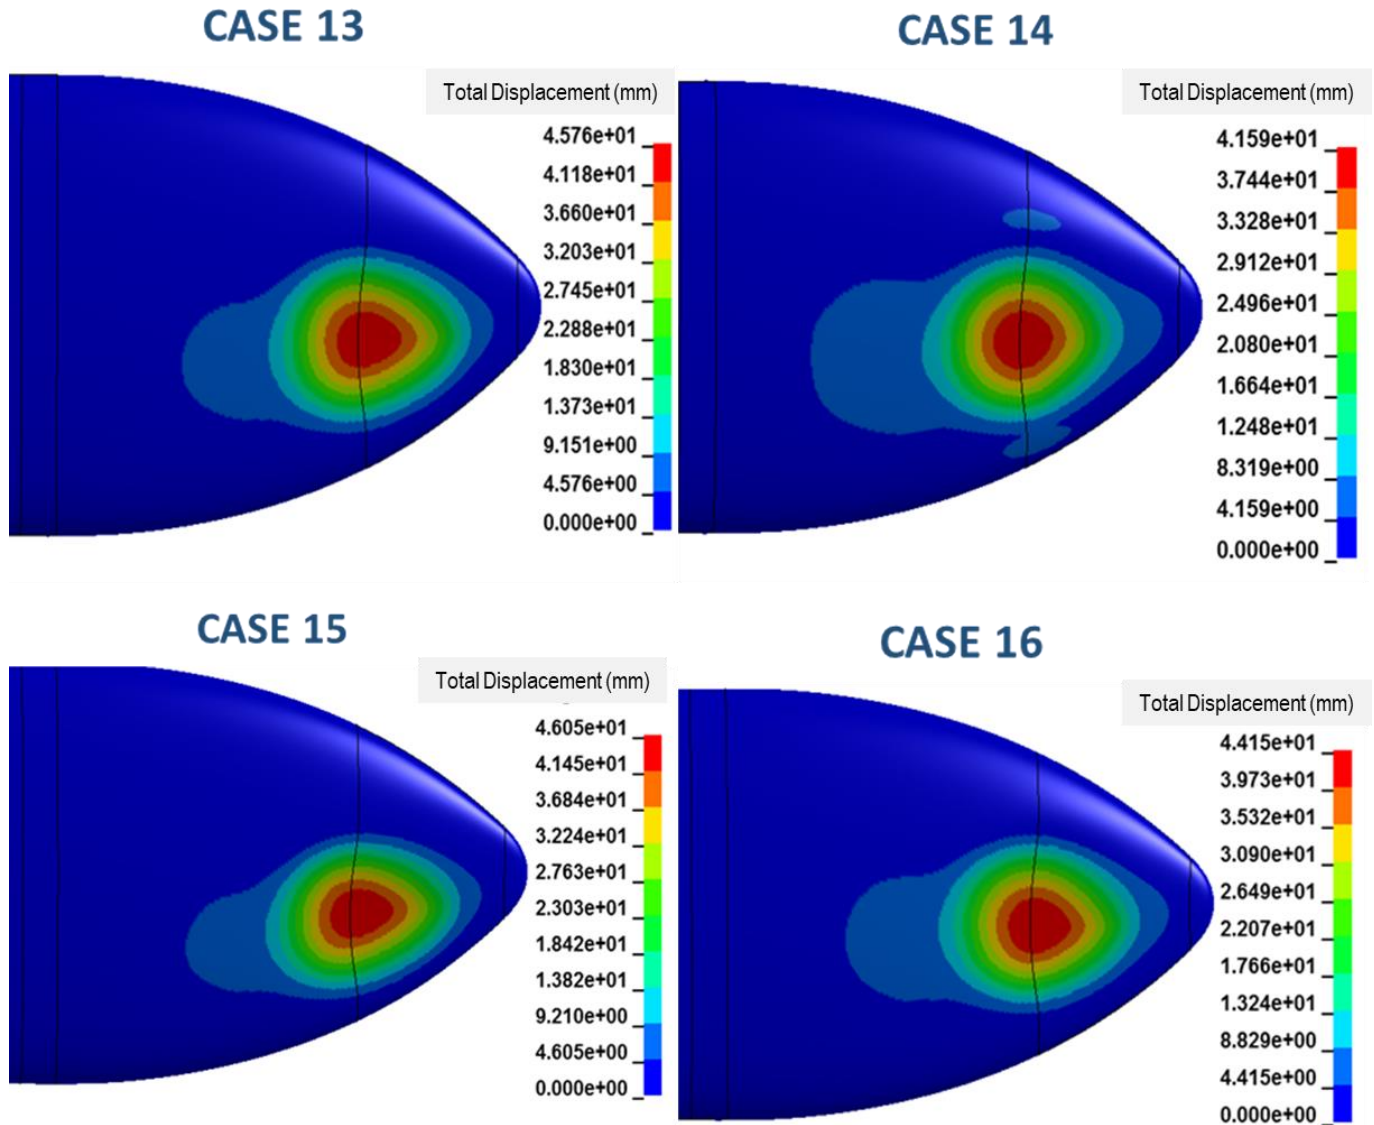 CASE 13
Total Displacement (mm)
4.576e+01
4.118e+01
3.660e+01
3.203e+01
2.745e+01
2.288e+01
1.830e+01
1.373e+01
9.151e+00
4.576e+00
0.000e+00
CASE 14
Total Displacement (mm)
4.159e+01
3.744e+01
3.328e+01
2.912e+01
2.496e+01
2.080e+01
1.664e+01
1.248e+01
8.319e+00
4.159e+00
0.000e+00
CASE 15
Total Displacement (mm)
4.605e+01
4.145e+01
3.684e+01
3.224e+01
2.763e+01
2.303e+01
1.842e+01
1.382e+01
9.210e+00
4.605e+00
0.000e+00
CASE 16
Total Displacement (mm)
4.415e+01
3.973e+01
3.532e+01
3.090e+01
2.649e+01
2.207e+01
1.766e+01
1.324e+01
8.829e+00
4.415e+00
0.000e+00